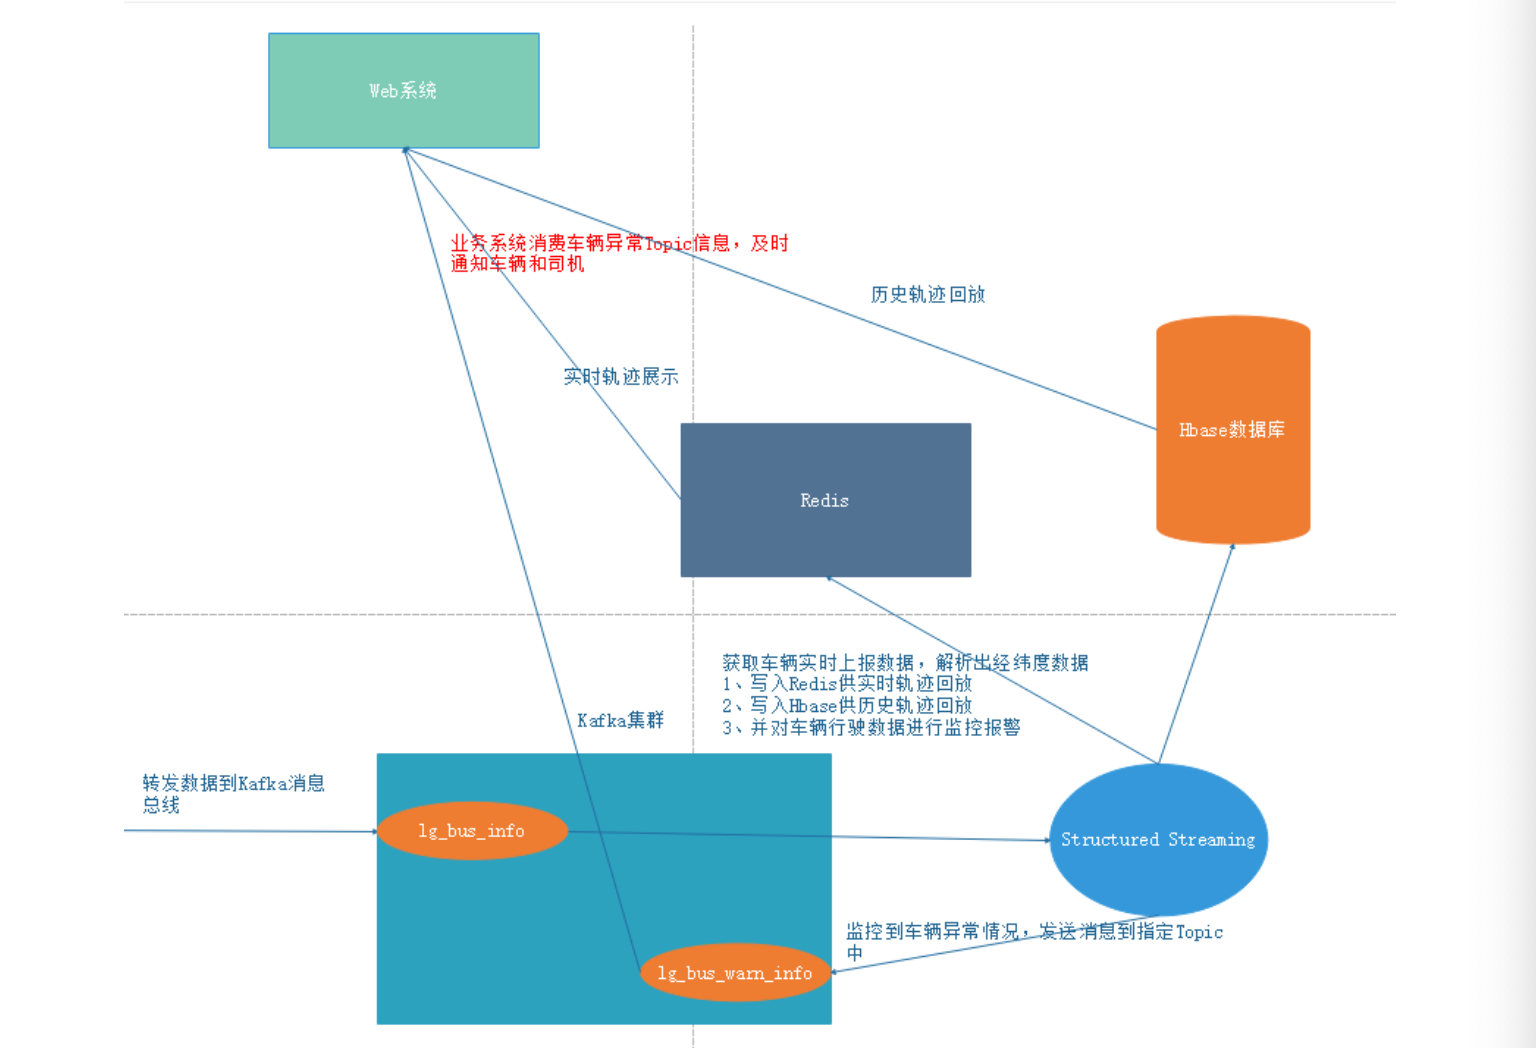 Web系统
业务系统消费车辆异常Topic信息，及时
通知车辆和司机
历史轨迹回放
实时轨迹展示
Hbase数据库
Redis
获取车辆实时上报数据，解析出经纬度数据
1、写入Redis供实时轨迹回放
2、写入Hbase供历史轨迹回放
3、并对车辆行驶数据进行监控报警
Kafka集群
转发数据到Kafka消息
总线
lg_bus_info
Structured Streaming
监控到车辆异常情况，发送消息到指定Topic
中
lg_bus_warn_info